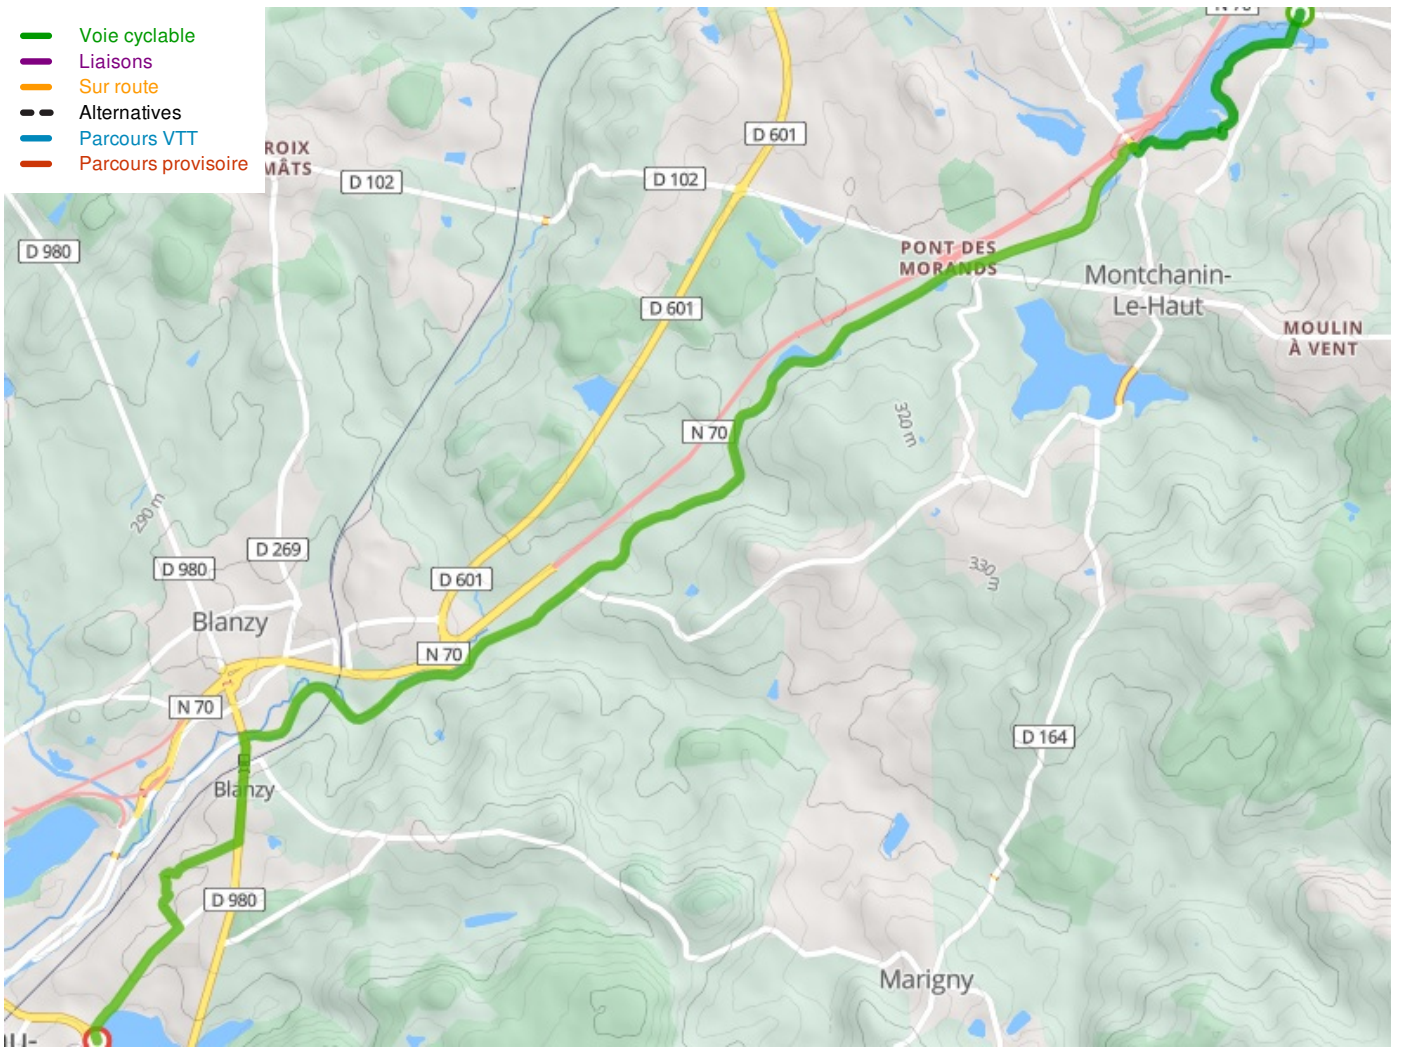 Voie cyclable
Liaisons
Sur route
Alternatives
Parcours VTT
Parcours provisoire
N 70
D 601
ROIX
MÂTS
D 102
D 102
D 980
PONT DES
MORANDS
Montchanin-
Le-Haut
D 601
MOULIN
À VENT
320 m
N 70
290 m
D 269
D 980
D 601
330 m
Blanzy
N 70
N 70
D 164
Blanzy
D 980
Marigny